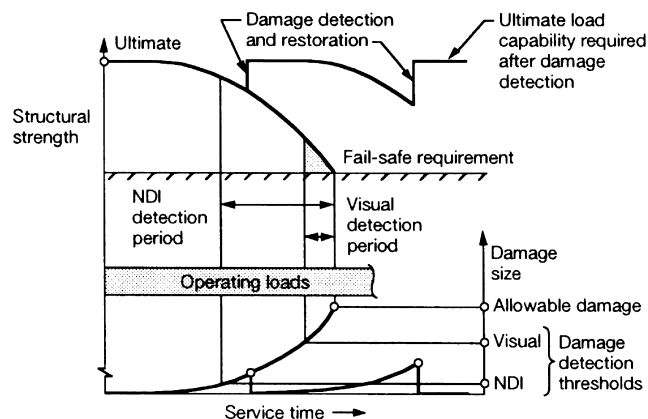 Ultimate
Damage detection
and restoration
Ultimate load
capability required
after damage
detection
Structural
strength
Fail-safe requirement
NDI
detection
period
Visual
detection
period
Damage
size
Operating loads
Allowable damage
Visual
Damage
detection
thresholds
NDI
Service time